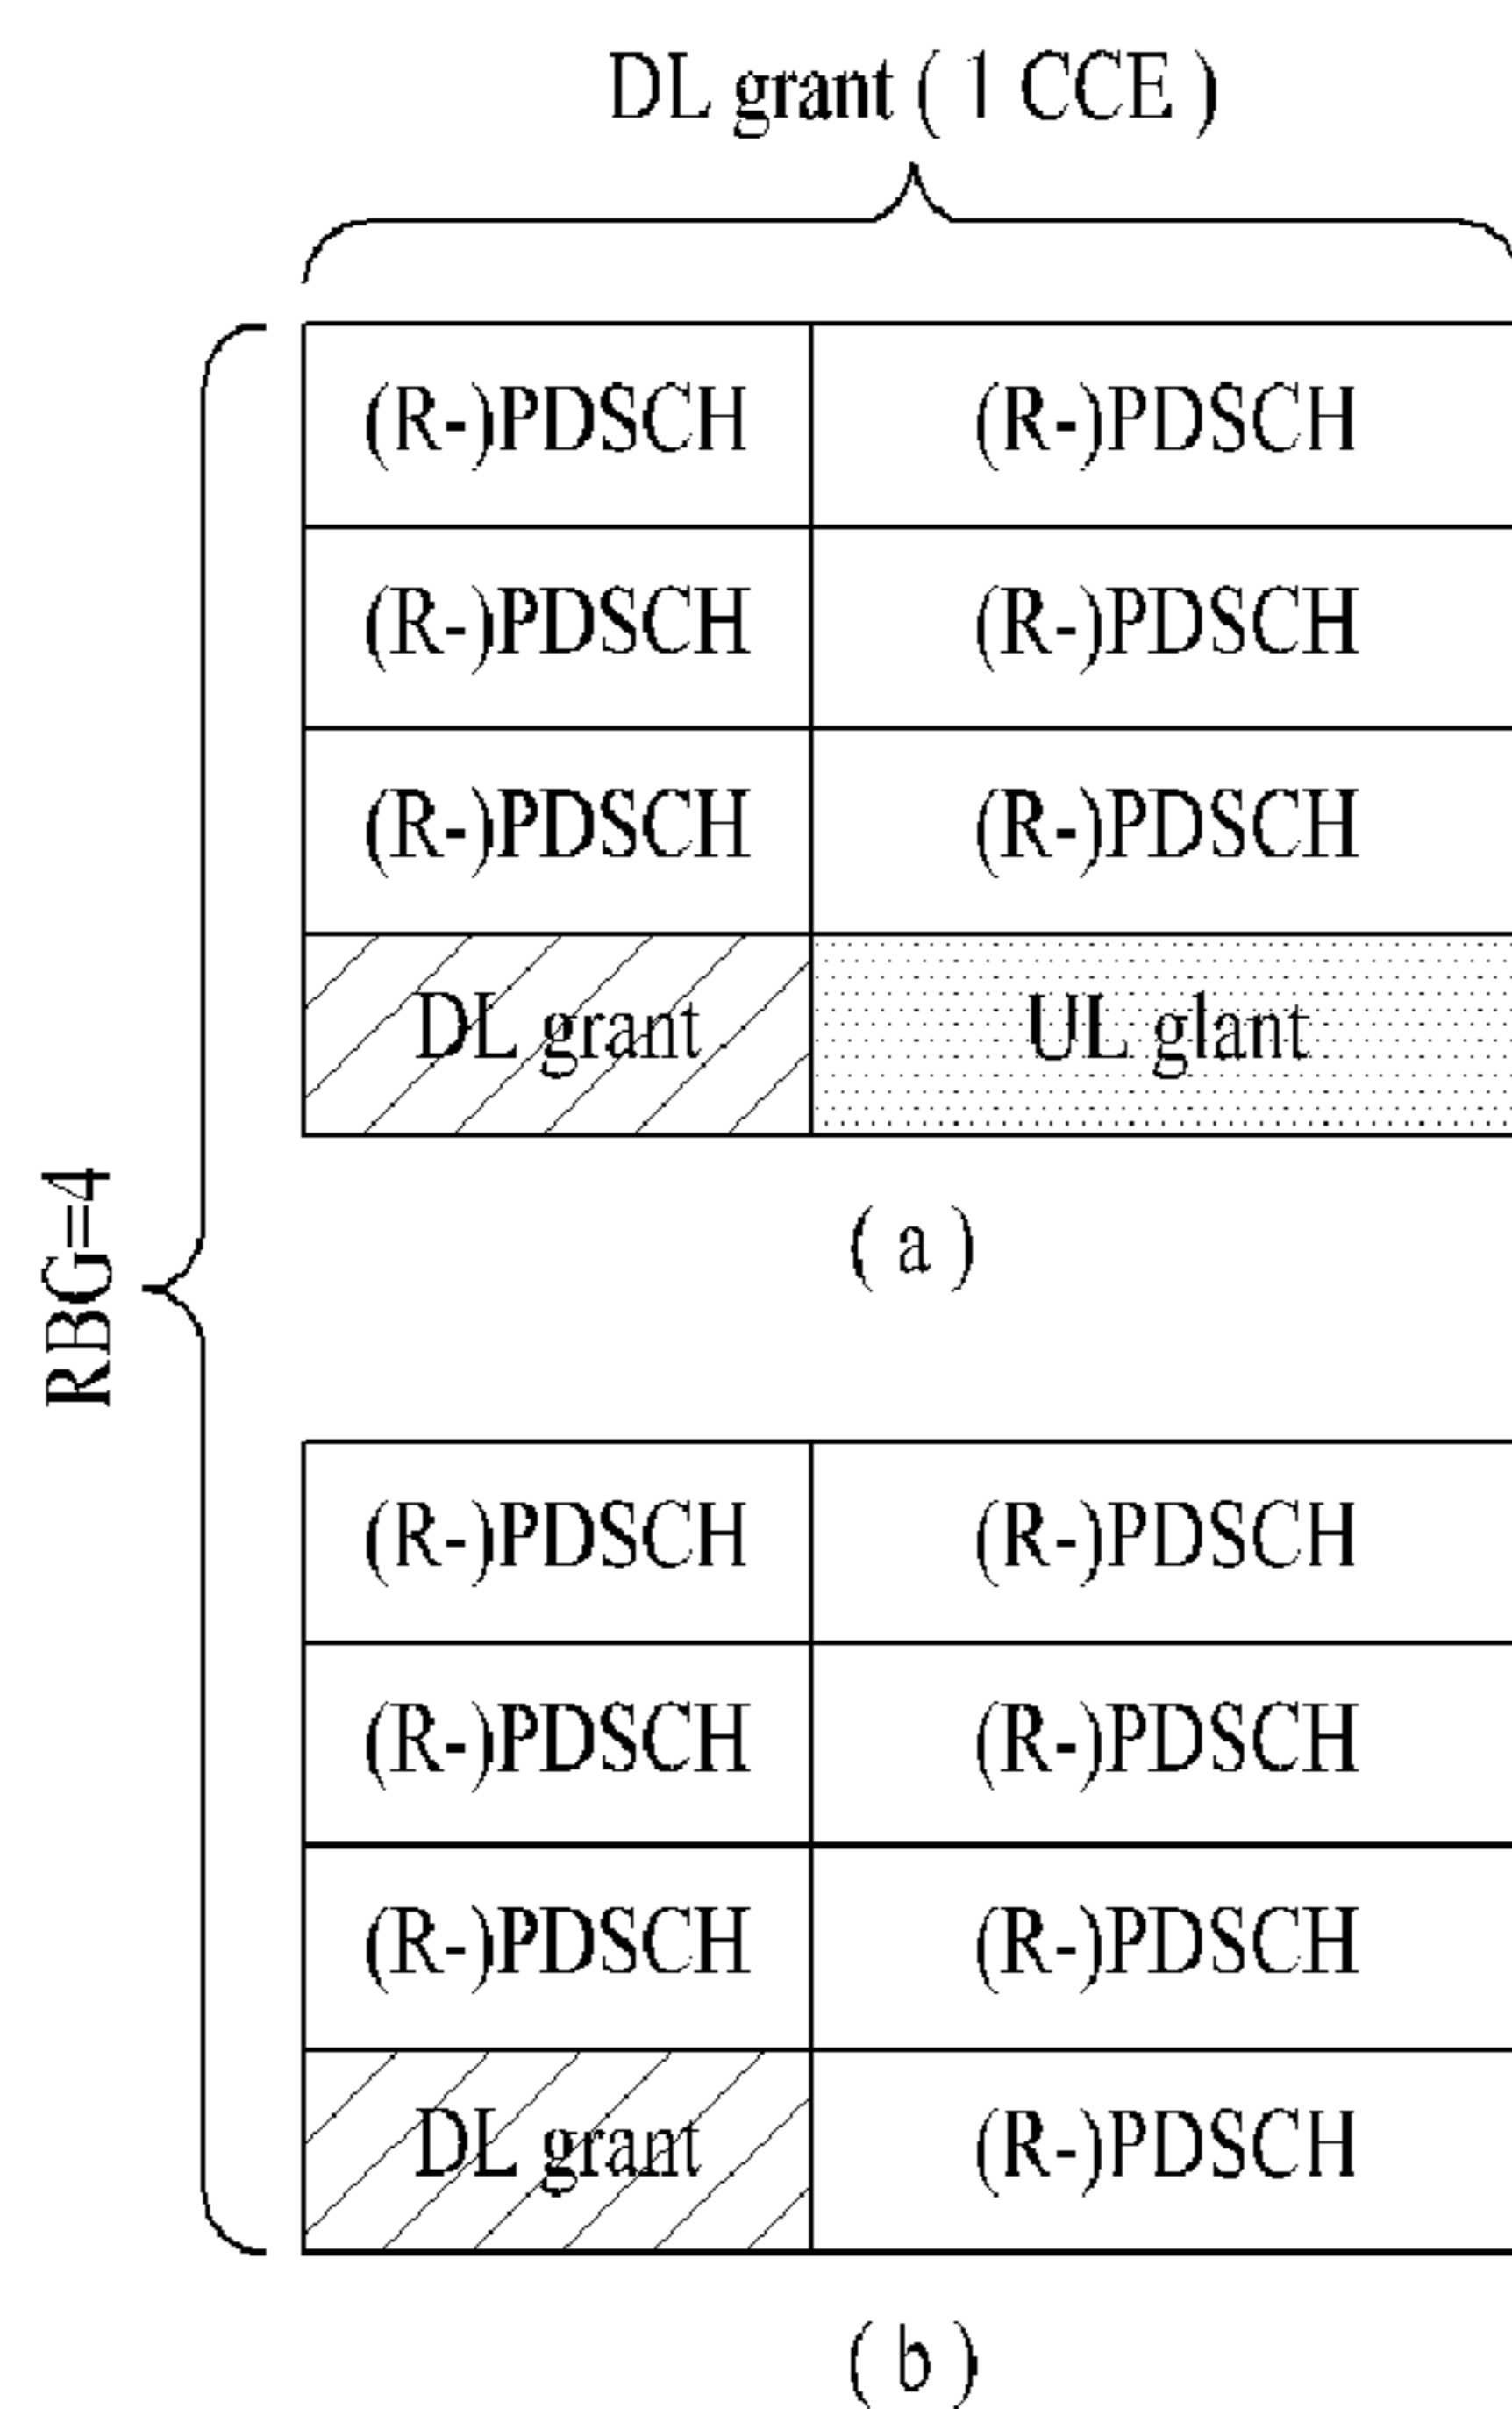 DL grant ( 1 CCE )
(R-)PDSCH (R-)PDSCH
(R-)PDSCH (R-)PDSCH
(R-)PDSCH (R-)PDSCH
DL grant UL glant
( a )
RBG=4
(R-)PDSCH (R-)PDSCH
(R-)PDSCH (R-)PDSCH
(R-)PDSCH (R-)PDSCH
DL grant (R-)PDSCH
( b )